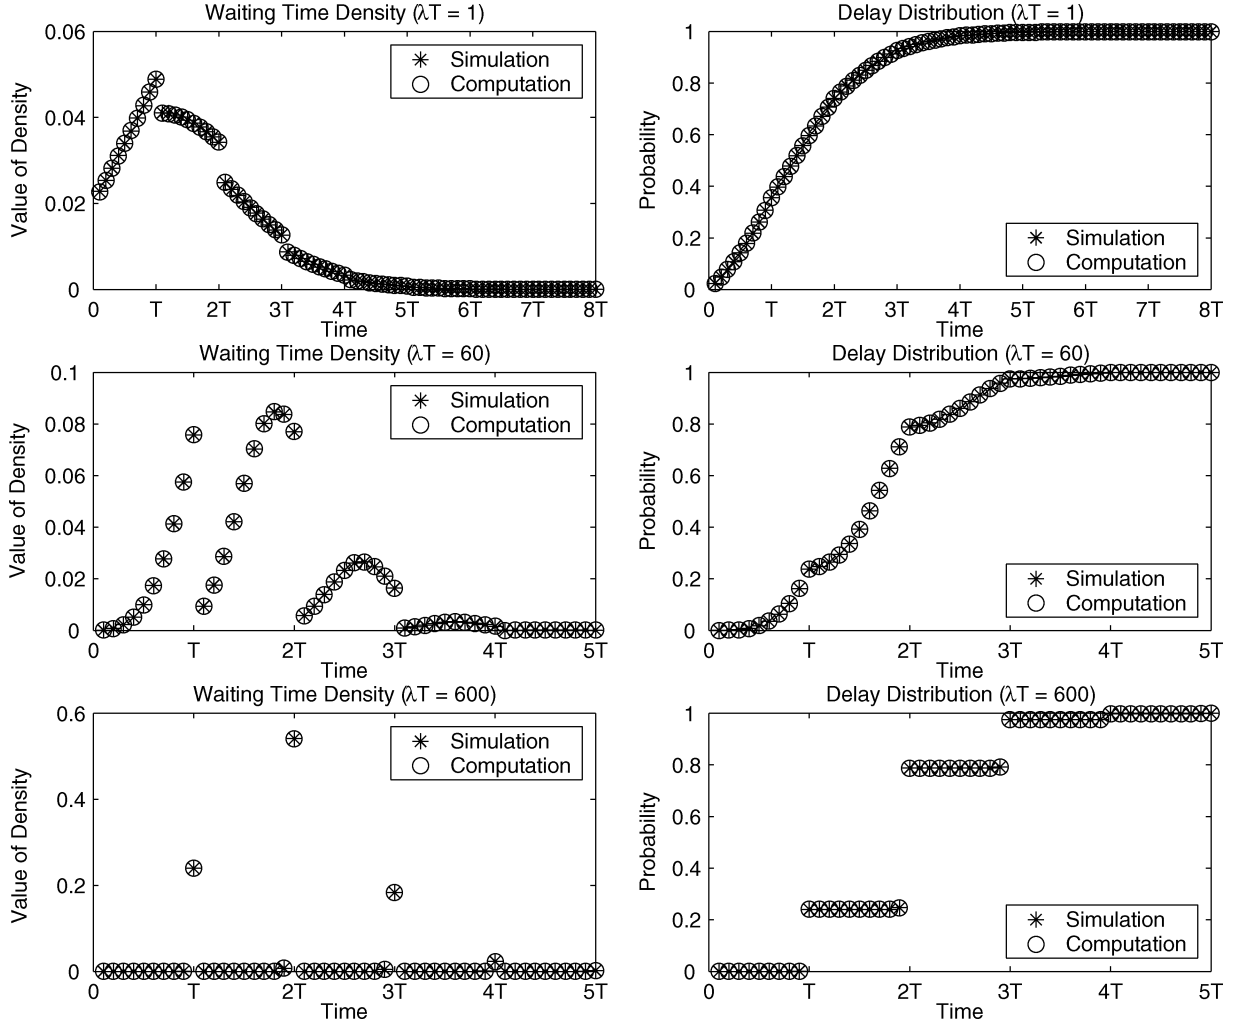 Waiting Time Density (λT = 1)
Value of Density
0.06
0.04
0.02
0
Simulation
Computation
0 T 2T 3T 4T 5T 6T 7T 8T
Time
Delay Distribution (λT = 1)
Probability
1
0.8
0.6
0.4
0.2
0
Simulation
Computation
0 T 2T 3T 4T 5T 6T 7T 8T
Time
Waiting Time Density (λT = 60)
Value of Density
0.1
0.08
0.06
0.04
0.02
0
Simulation
Computation
0 T 2T 3T 4T 5T
Time
Delay Distribution (λT = 60)
Probability
1
0.8
0.6
0.4
0.2
0
Simulation
Computation
0 T 2T 3T 4T 5T
Time
Waiting Time Density (λT = 600)
Value of Density
0.6
0.4
0.2
0
Simulation
Computation
0 T 2T 3T 4T 5T
Time
Delay Distribution (λT = 600)
Probability
1
0.8
0.6
0.4
0.2
0
Simulation
Computation
0 T 2T 3T 4T 5T
Time